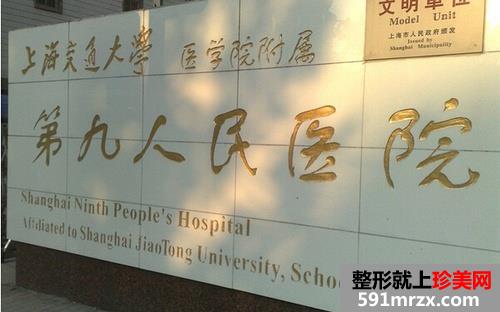 文明单位
Model Unit
上海市人民政府颁发
Issued by
Shanghai Municipality
上海交通大學 医学院附属
第九人民医院
Shanghai Ninth People's Hospital
Affiliated to Shanghai JiaoTong University, Schoo
整形就上珍美网
591mrzx.com